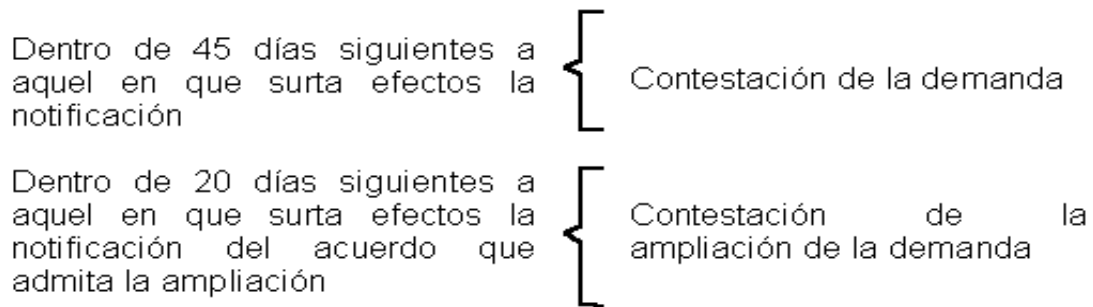 Dentro de 45 días siguientes a
aquel en que surta efectos la
notificación
Contestación de la demanda
Dentro de 20 días siguientes a
aquel en que surta efectos la
notificación del acuerdo que
admita la ampliación
Contestación de la
ampliación de la demanda